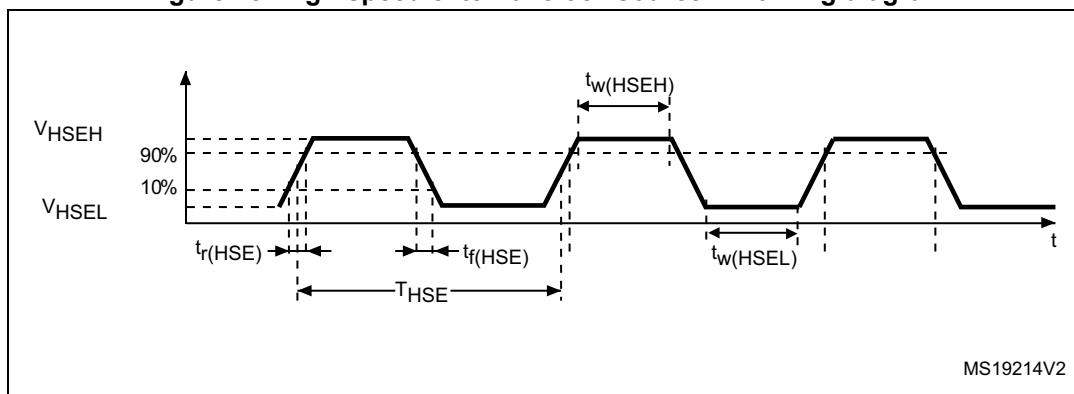 tw(HSEH)
VHSEH
90%
10%
VHSEL
tr(HSE)
tf(HSE)
tw(HSEL)
t
THSE
MS19214V2